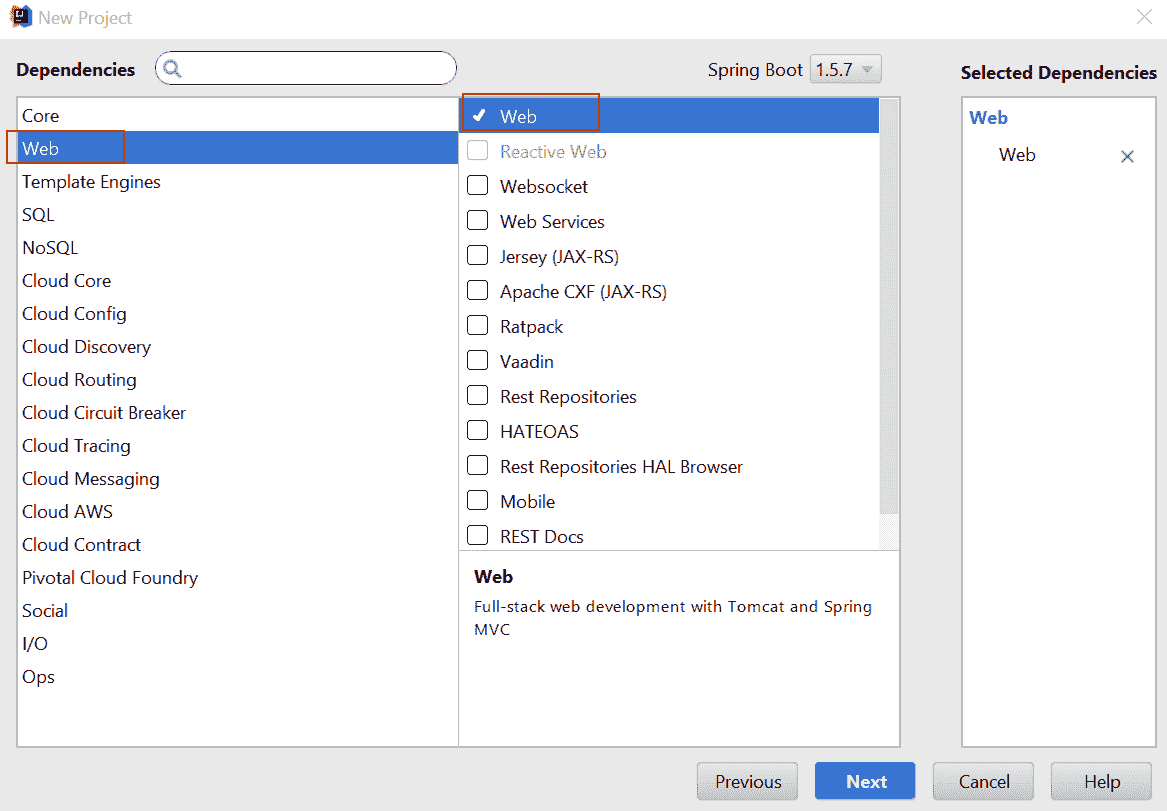 New Project
Dependencies
Spring Boot 1.5.7
Selected Dependencies
Core
Web
Template Engines
SQL
NoSQL
Cloud Core
Cloud Config
Cloud Discovery
Cloud Routing
Cloud Circuit Breaker
Cloud Tracing
Cloud Messaging
Cloud AWS
Cloud Contract
Pivotal Cloud Foundry
Social
I/O
Ops
Web
Reactive Web
Websocket
Web Services
Jersey (JAX-RS)
Apache CXF (JAX-RS)
Ratpack
Vaadin
Rest Repositories
HATEOAS
Rest Repositories HAL Browser
Mobile
REST Docs
Web
Full-stack web development with Tomcat and Spring
MVC
Web
Web
Previous
Next
Cancel
Help